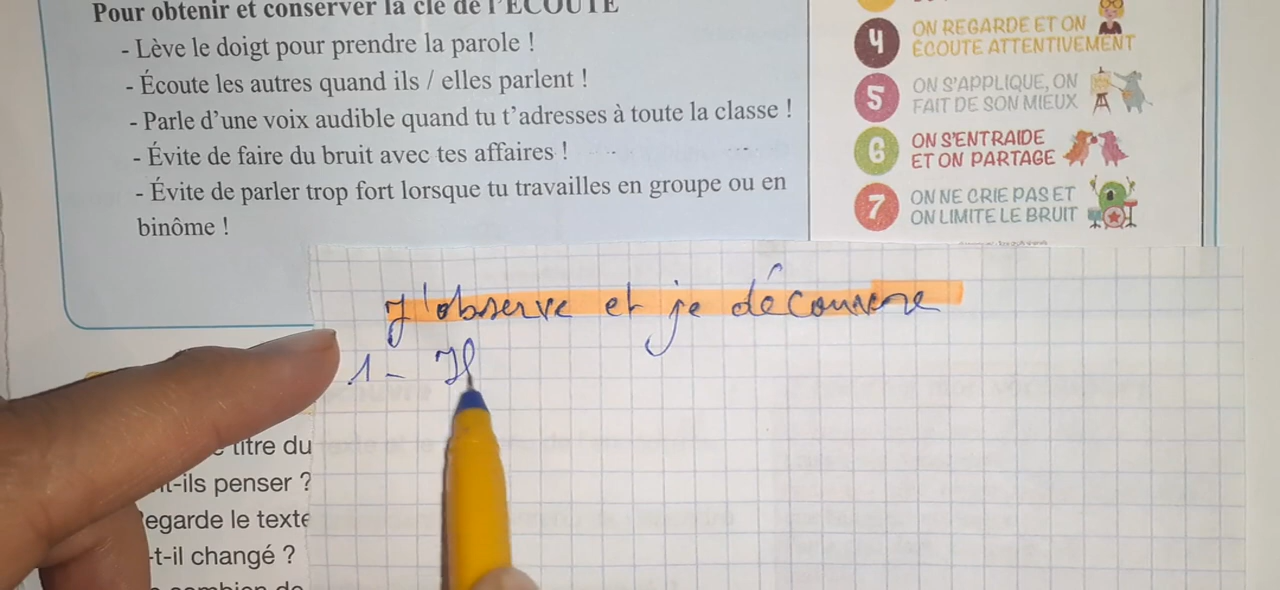 Pour obtenir et conserver la clé de l'ÉCOUTE
- Lève le doigt pour prendre la parole !
- Écoute les autres quand ils / elles parlent !
- Parle d'une voix audible quand tu t'adresses à toute la classe !
- Évite de faire du bruit avec tes affaires !
- Évite de parler trop fort lorsque tu travailles en groupe ou en
binôme !
4 ON REGARDE ET ON
ÉCOUTE ATTENTIVEMENT
5 ON S'APPLIQUE, ON
FAIT DE SON MIEUX
6 ON S'ENTRAIDE
ET ON PARTAGE
7 ON NE CRIE PAS ET
ON LIMITE LE BRUIT
J'observe et je découvre
1-
titre du
-ils penser ?
egarde le texte
-t-il changé ?